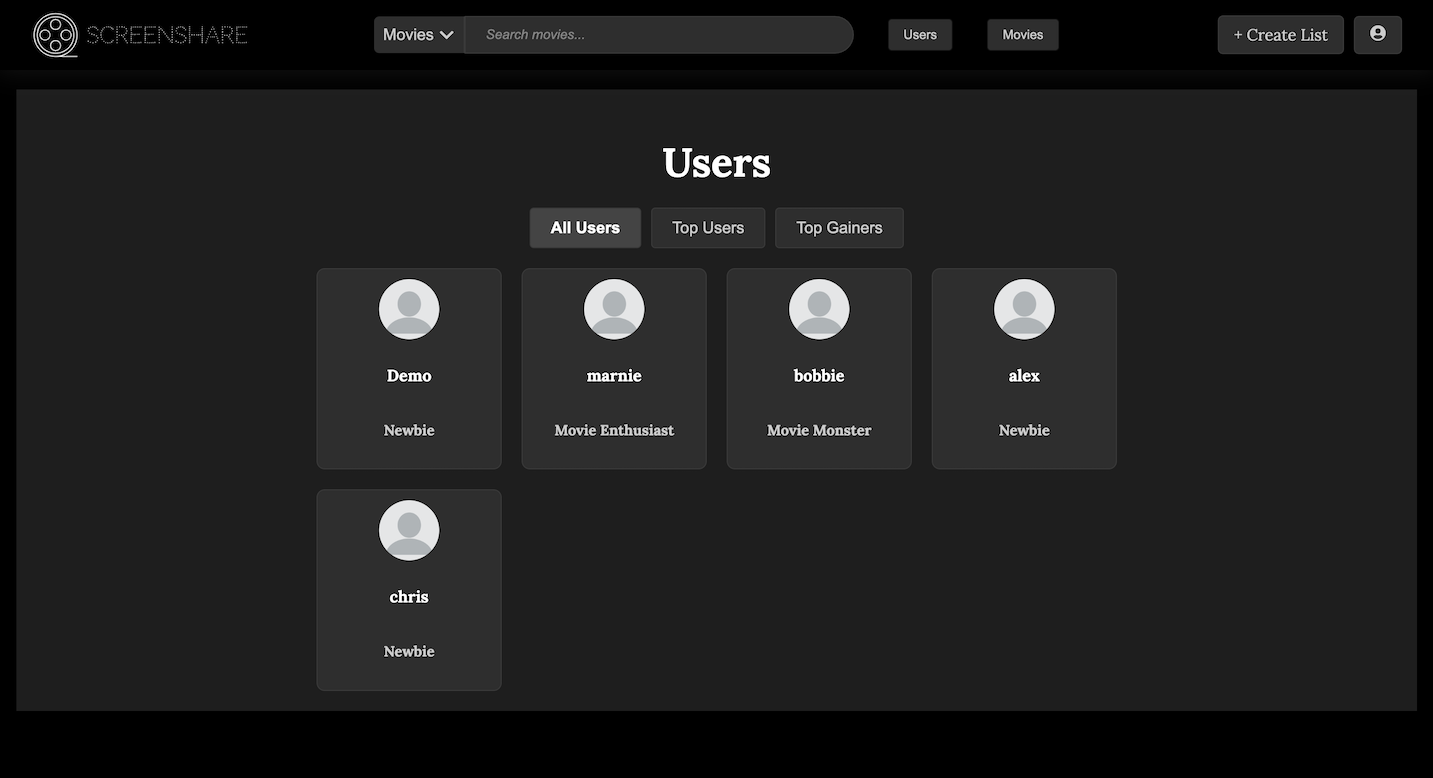 SCREENSHARE
Movies Search movies... Users Movies + Create List
Users
All Users Top Users Top Gainers
Demo marnie bobbie alex
Newbie Movie Enthusiast Movie Monster Newbie
chris
Newbie